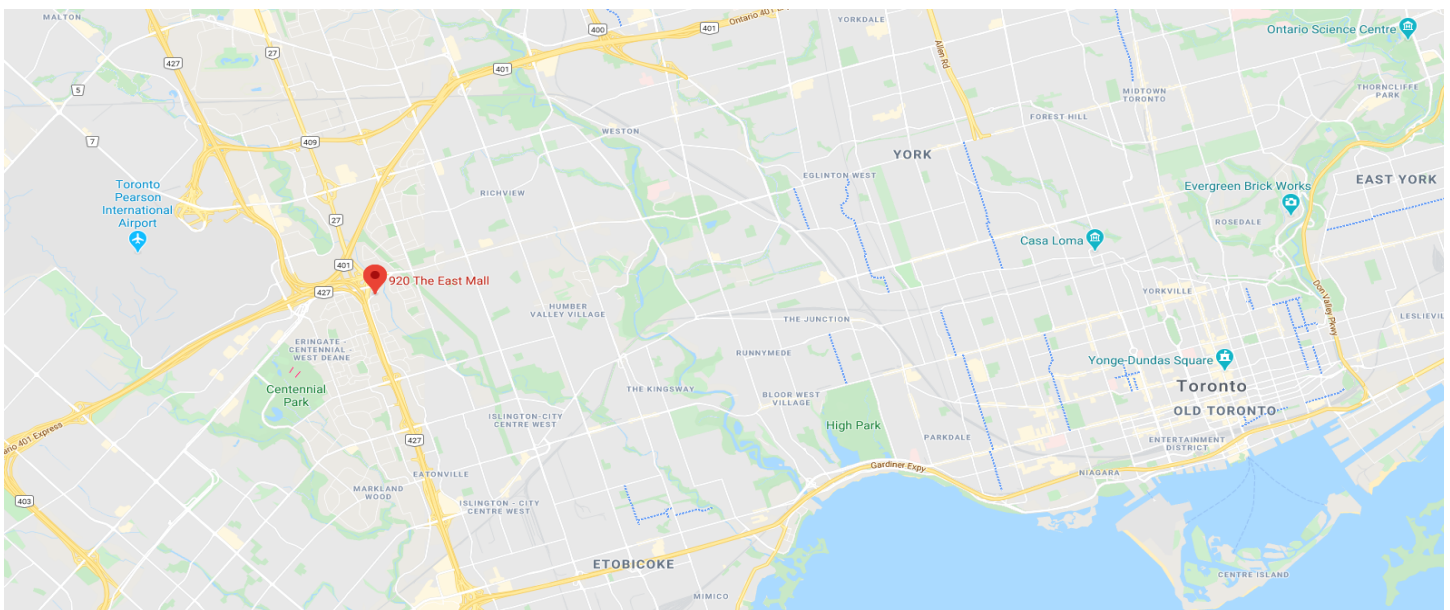 MALTON
427
27
400
Ontario 401
401
YORKDALE
Allen Rd
Ontario Science Centre
401
5
7
409
WESTON
MIDTOWN
TORONTO
FOREST HILL
THORNCLIFFE
PARK
YORK
Toronto
Pearson
International
Airport
RICHVIEW
EGLINTON WEST
EAST YORK
Evergreen Brick Works
ROSEDALE
27
Casa Loma
401
427
920 The East Mall
HUMBER
VALLEY VILLAGE
THE JUNCTION
YORKVILLE
Don Valley Pkwy
ERINGATE
CENTENNIAL -
WEST DEANE
RUNNYMEDE
LESLIEVIL
Yonge-Dundas Square
Centennial
Park
THE KINGSWAY
BLOOR WEST
VILLAGE
Toronto
OLD TORONTO
ISLINGTON-CITY
CENTRE WEST
High Park
ario 401 Express
427
PARKDALE
ENTERTAINMENT
DISTRICT
EATONVILLE
Gardiner Expy
NIAGARA
MARKLAND
WOOD
403
ISLINGTON - CITY
CENTRE WEST
ETOBICOKE
CENTRE ISLAND
MIMICO